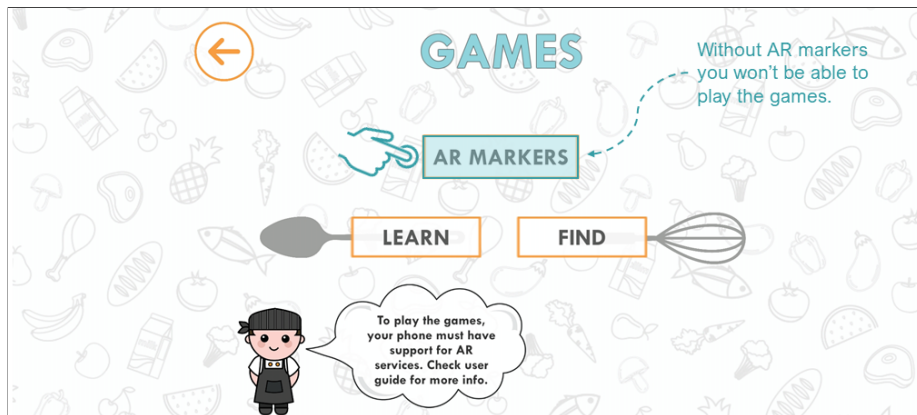 GAMES
Without AR markers
you won't be able to
play the games.
AR MARKERS
LEARN
FIND
To play the games,
your phone must have
support for AR
services. Check user
guide for more info.